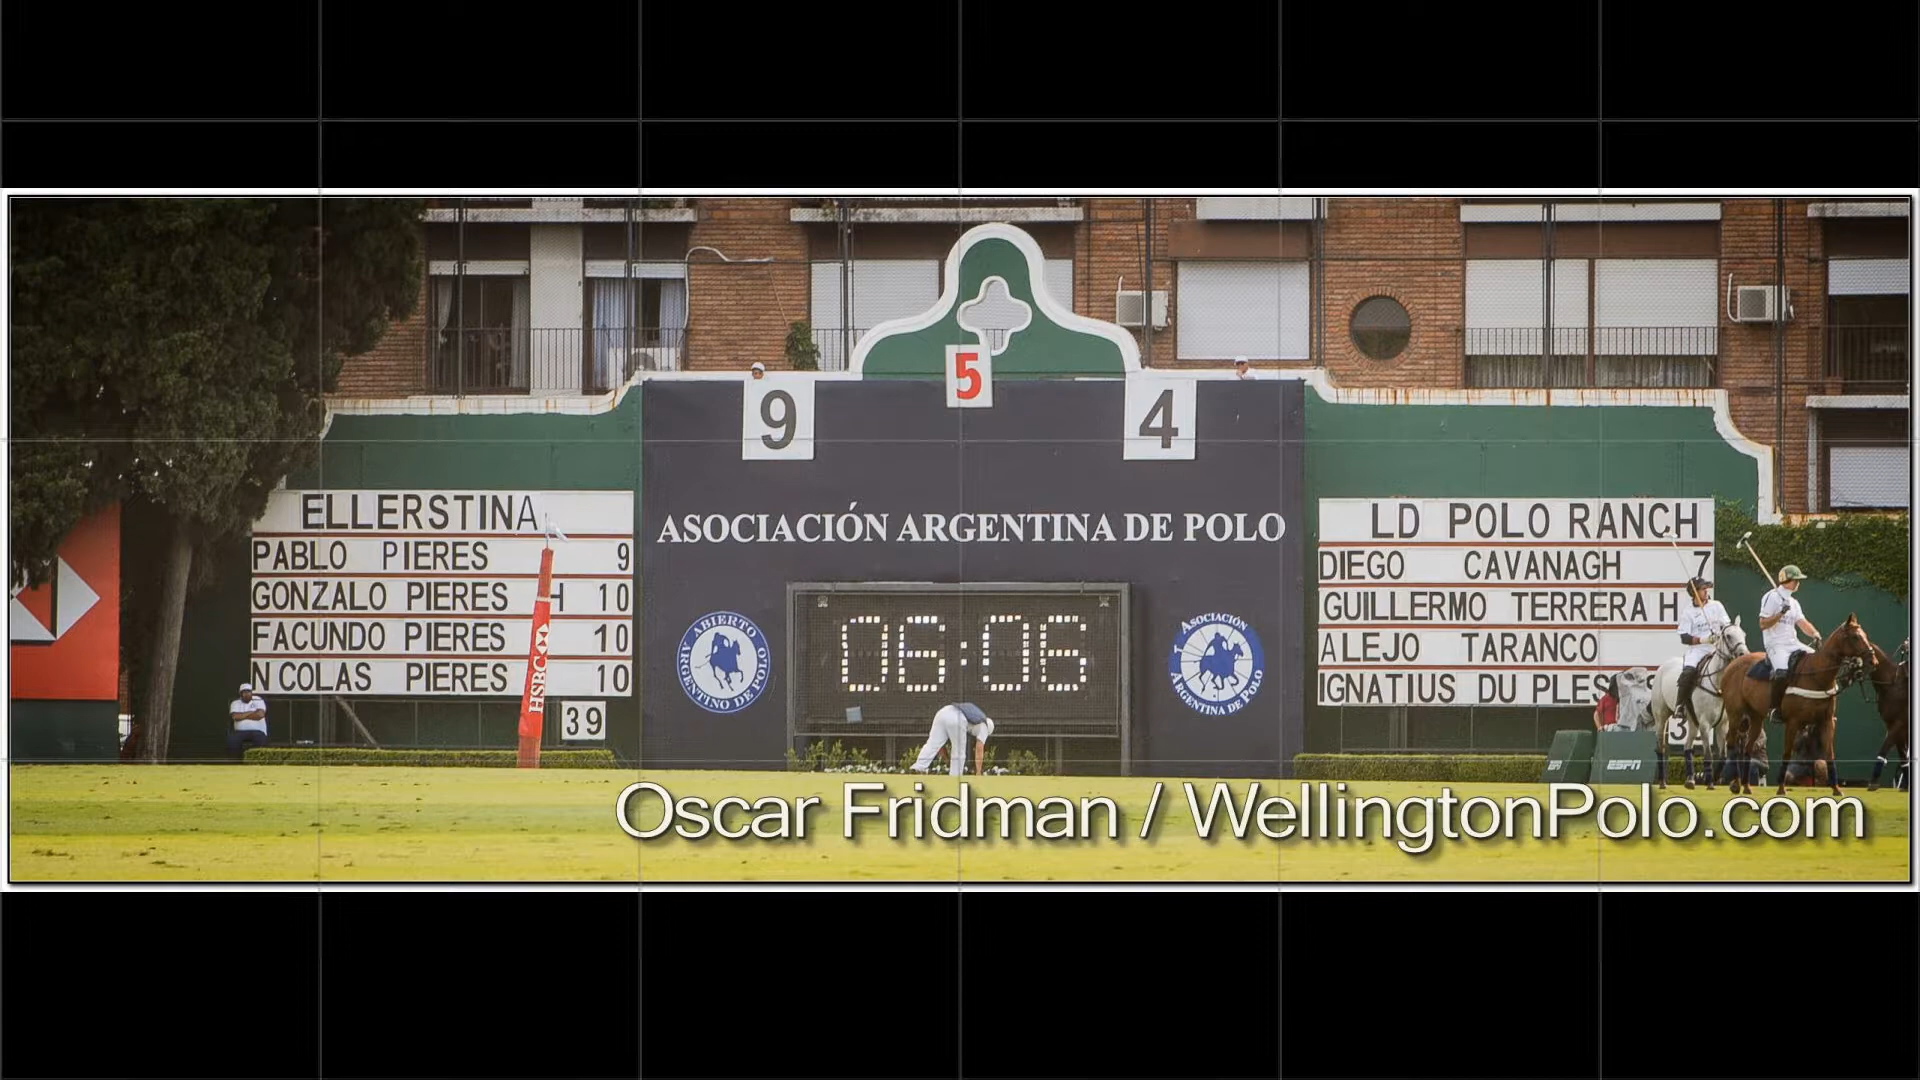 5
9 4
ELLERSTINA
PABLO PIERES 9
GONZALO PIERES H 10
FACUNDO PIERES 10
N COLAS PIERES 10
39
ASOCIACIÓN ARGENTINA DE POLO
ABIERTO ARGENTINO DE POLO
06:06
ASOCIACIÓN ARGENTINA DE POLO
LD POLO RANCH
DIEGO CAVANAGH 7
GUILLERMO TERRERA H
ALEJO TARANCO
IGNATIUS DU PLES
3
HSBC
ESPN
Oscar Fridman / WellingtonPolo.com